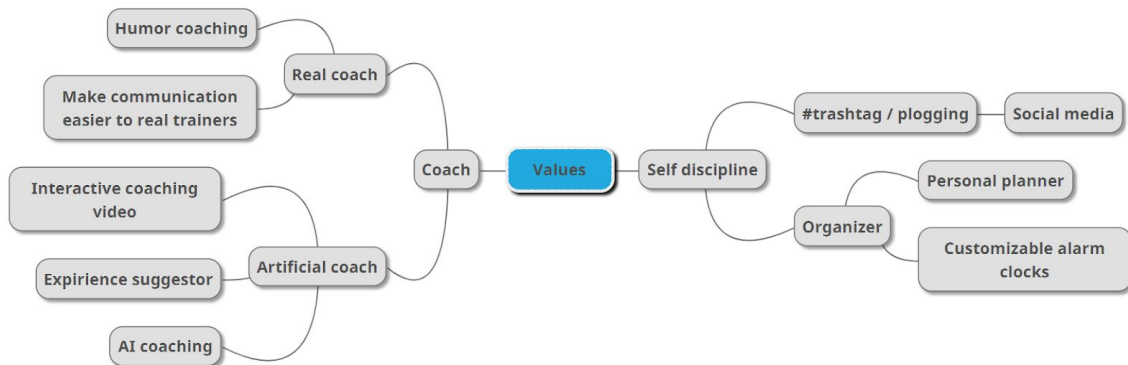 Humor coaching
Real coach
Make communication
easier to real trainers
Interactive coaching
video
Expirience suggestor
Artificial coach
AI coaching
Coach
Values
Self discipline
#trashtag / plogging
Social media
Organizer
Personal planner
Customizable alarm
clocks